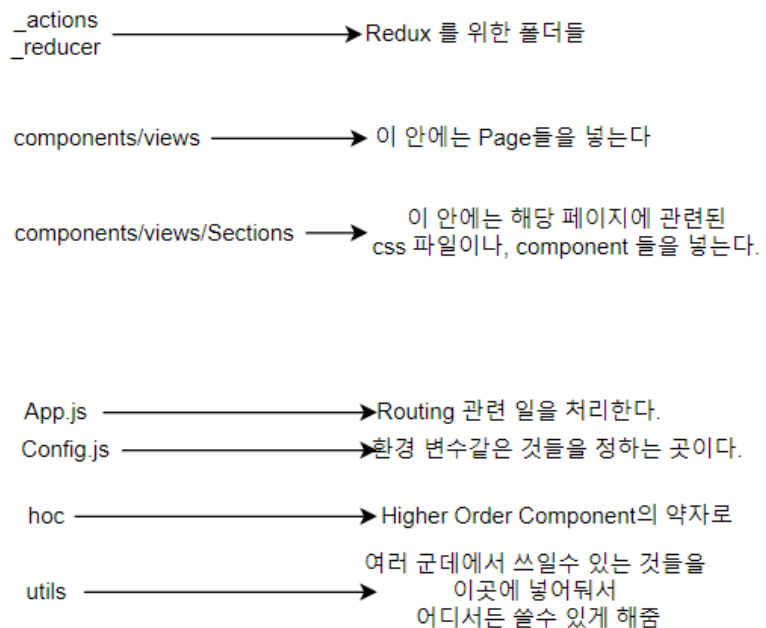 _actions
_reducer
Redux 를 위한 폴더들
components/views
이 안에는 Page들을 넣는다
components/views/Sections
이 안에는 해당 페이지에 관련된
css 파일이나, component 들을 넣는다.
App.js
Routing 관련 일을 처리한다.
Config.js
환경 변수같은 것들을 정하는 곳이다.
hoc
Higher Order Component의 약자로
utils
여러 군데에서 쓰일수 있는 것들을
이곳에 넣어둬서
어디서든 쓸수 있게 해줌